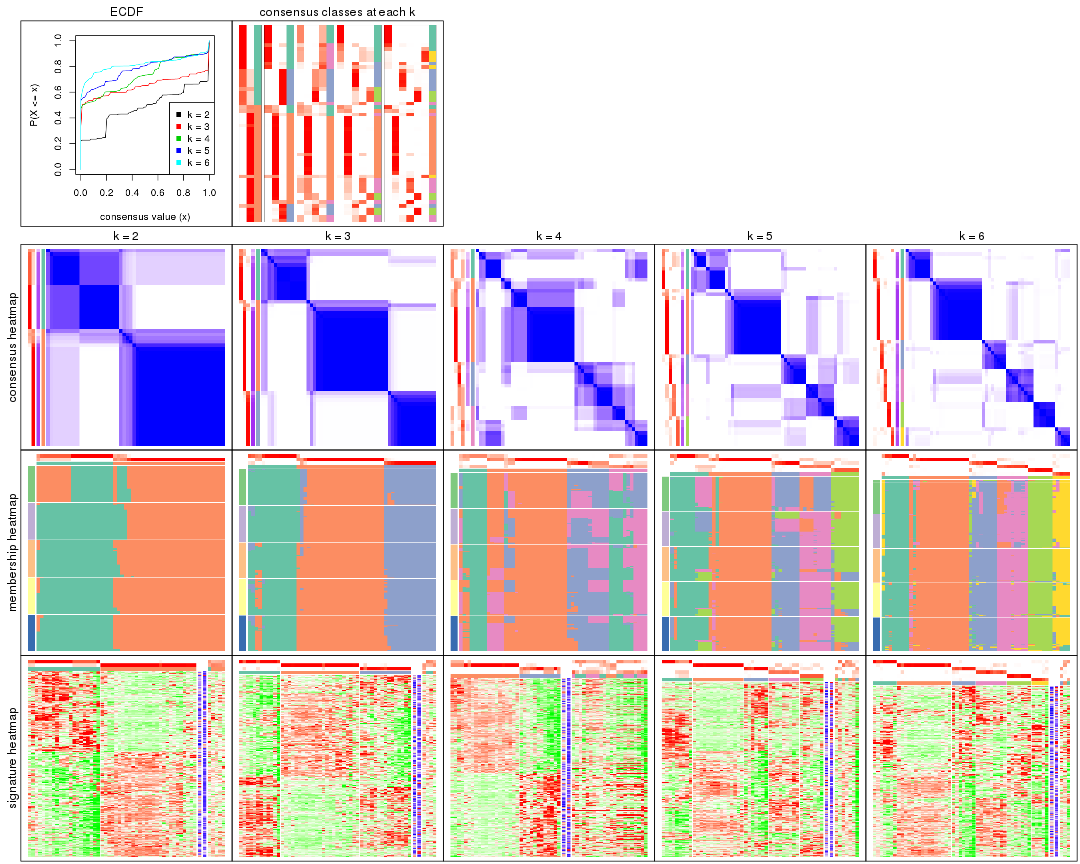 ECDF
consensus classes at each k
P(X <= x)
0.0 0.2 0.4 0.6 0.8 1.0
k = 2
k = 3
k = 4
k = 5
k = 6
0.0 0.2 0.4 0.6 0.8 1.0
consensus value (x)
k = 2
k = 3
k = 4
k = 5
k = 6
consensus heatmap
membership heatmap
signature heatmap